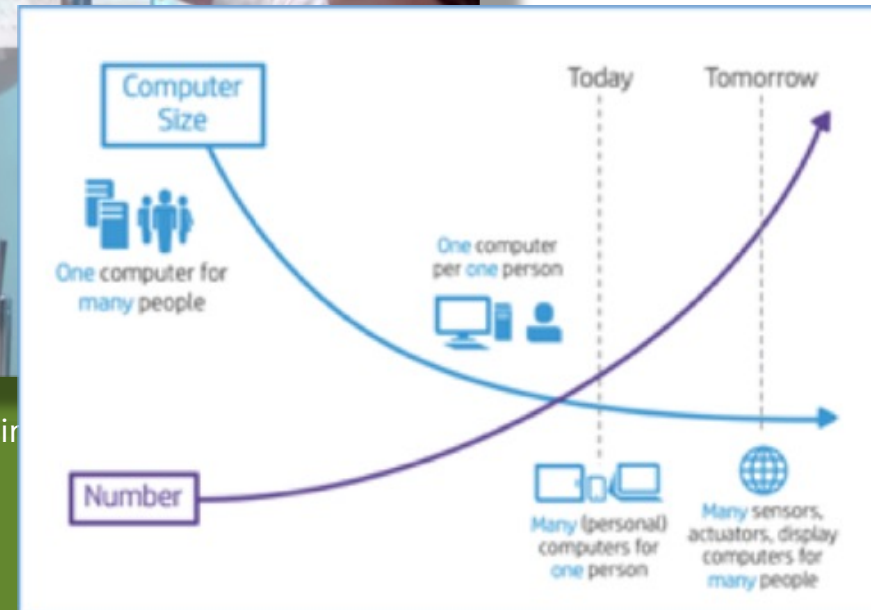 Computer
Size
Today
Tomorrow
One computer for
many people
One computer
per one person
Number
Many (personal)
computers for
one person
Many sensors,
actuators, display
computers for
many people